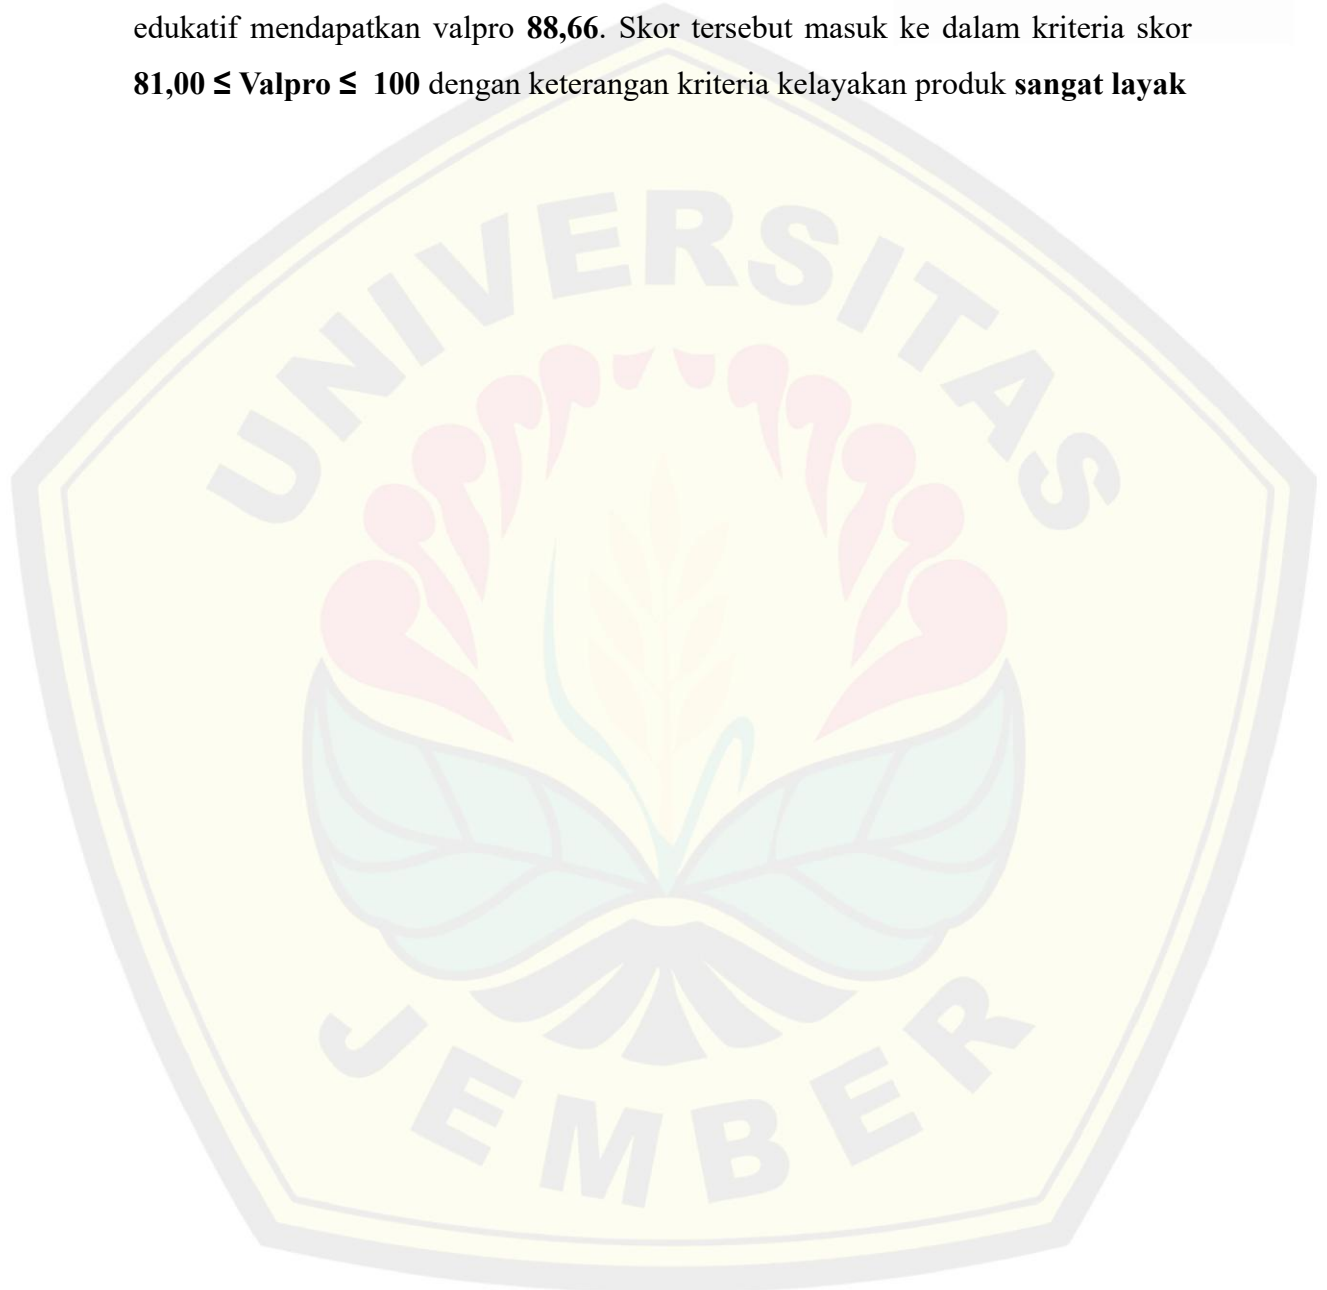 edukatif mendapatkan valpro 88,66. Skor tersebut masuk ke dalam kriteria skor
81,00 ≤ Valpro ≤ 100 dengan keterangan kriteria kelayakan produk sangat layak
UNIVERSITAS
JEMBER